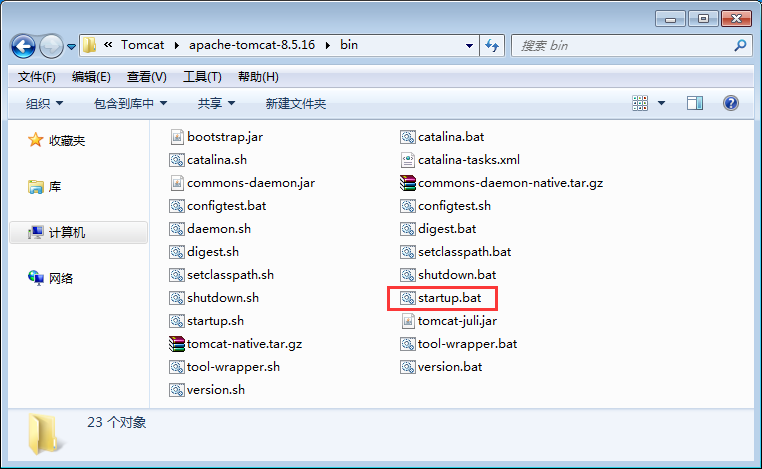 « Tomcat ▸ apache-tomcat-8.5.16 ▸ bin
搜索 bin
文件(F) 编辑(E) 查看(V) 工具(T) 帮助(H)
组织 包含到库中 共享 新建文件夹
收藏夹
库
计算机
网络
bootstrap.jar catalina.bat
catalina.sh catalina-tasks.xml
commons-daemon.jar commons-daemon-native.tar.gz
configtest.bat configtest.sh
daemon.sh digest.bat
digest.sh setclasspath.bat
setclasspath.sh shutdown.bat
shutdown.sh startup.bat
startup.sh tomcat-juli.jar
tomcat-native.tar.gz tool-wrapper.bat
tool-wrapper.sh version.bat
version.sh
23 个对象